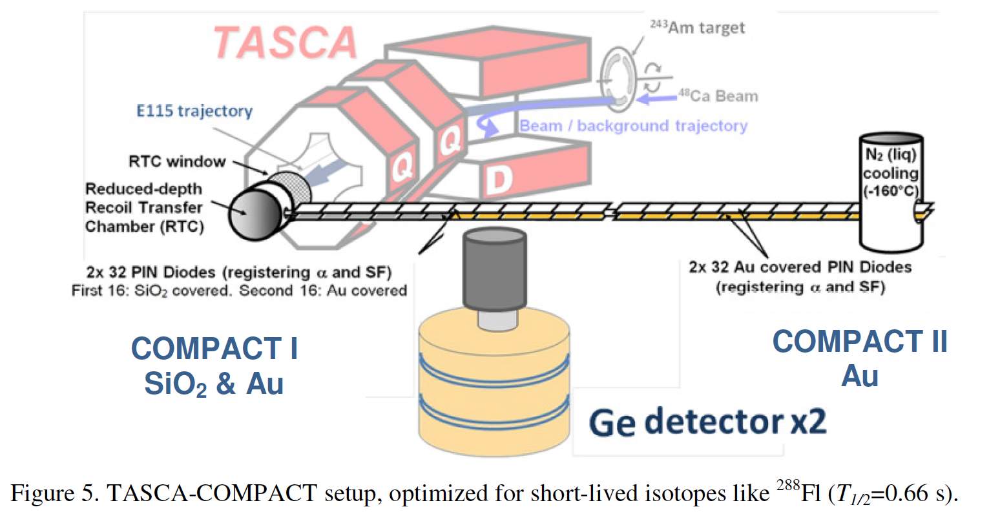 TASCA
²⁴³Am target
⁴⁸Ca Beam
E115 trajectory
Beam / background trajectory
RTC window
Q
Q
D
N₂ (liq)
cooling
(-160°C)
Reduced-depth
Recoil Transfer
Chamber (RTC)
2x 32 PIN Diodes (registering α and SF)
First 16: SiO₂ covered. Second 16: Au covered
2x 32 Au covered PIN Diodes
(registering α and SF)
COMPACT I
SiO₂ & Au
COMPACT II
Au
Ge detector x2
Figure 5. TASCA-COMPACT setup, optimized for short-lived isotopes like ²⁸⁸Fl (T₁/₂=0.66 s).